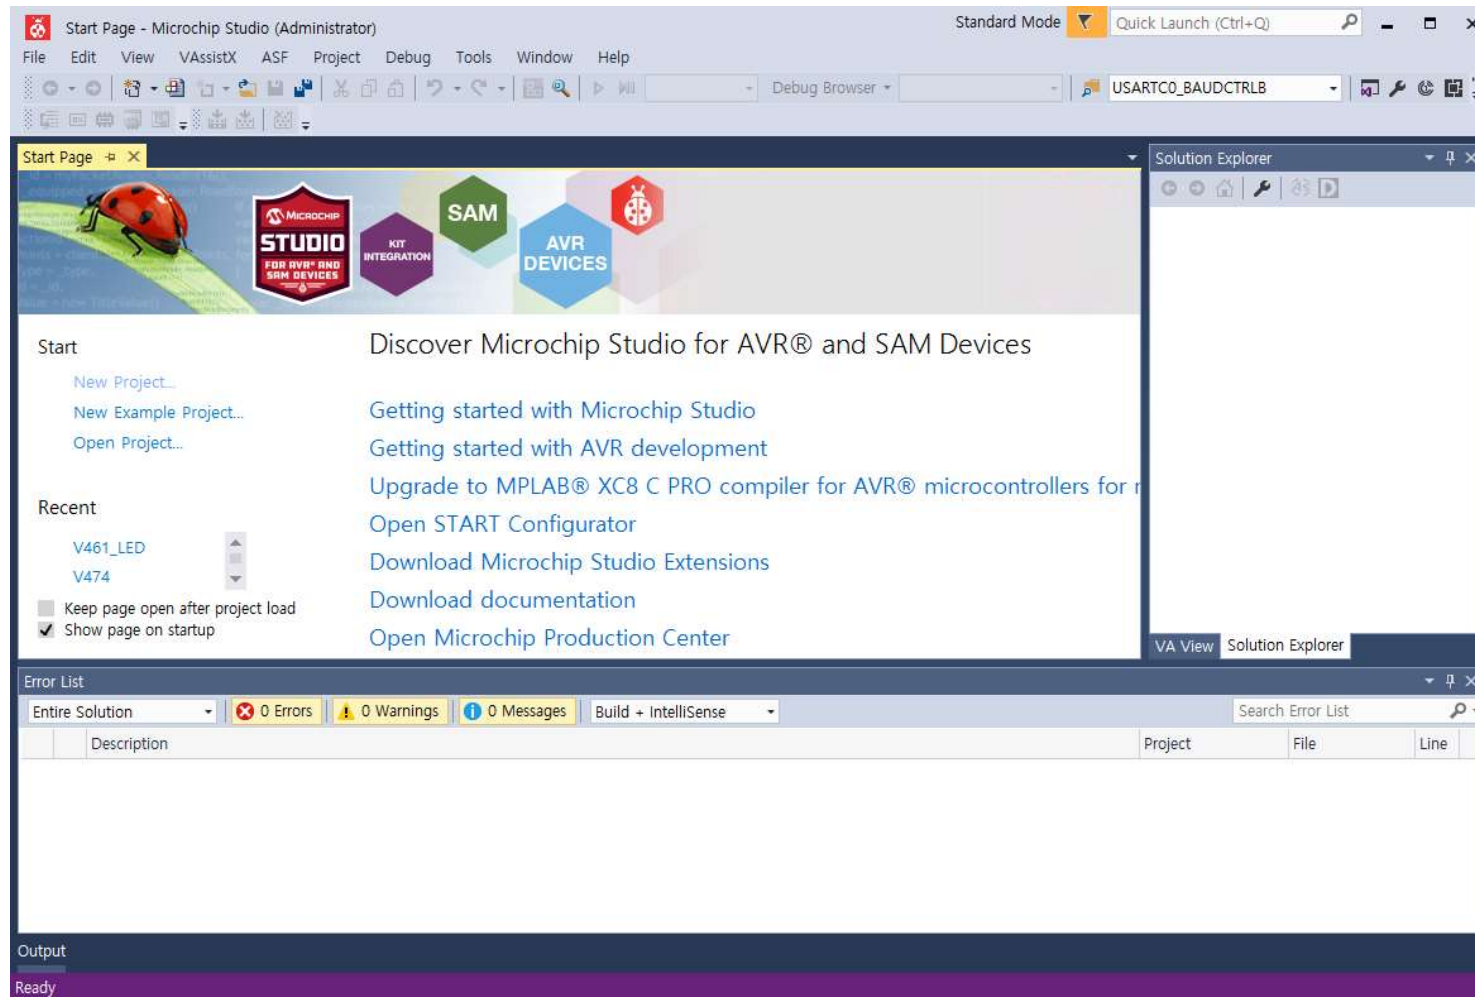 Start Page - Microchip Studio (Administrator)
Standard Mode
Quick Launch (Ctrl+Q)
File Edit View VAssistX ASF Project Debug Tools Window Help
Debug Browser
USARTC0_BAUDCTRLB
Start Page
Solution Explorer
MICROCHIP
STUDIO
FOR AVR® AND
SAM DEVICES
KIT
INTEGRATION
SAM
AVR
DEVICES
Start
New Project...
New Example Project...
Open Project...
Recent
V461_LED
V474
Keep page open after project load
Show page on startup
Discover Microchip Studio for AVR® and SAM Devices
Getting started with Microchip Studio
Getting started with AVR development
Upgrade to MPLAB® XC8 C PRO compiler for AVR® microcontrollers for
Open START Configurator
Download Microchip Studio Extensions
Download documentation
Open Microchip Production Center
VA View Solution Explorer
Error List
Entire Solution 0 Errors 0 Warnings 0 Messages Build + IntelliSense
Search Error List
Description Project File Line
Output
Ready